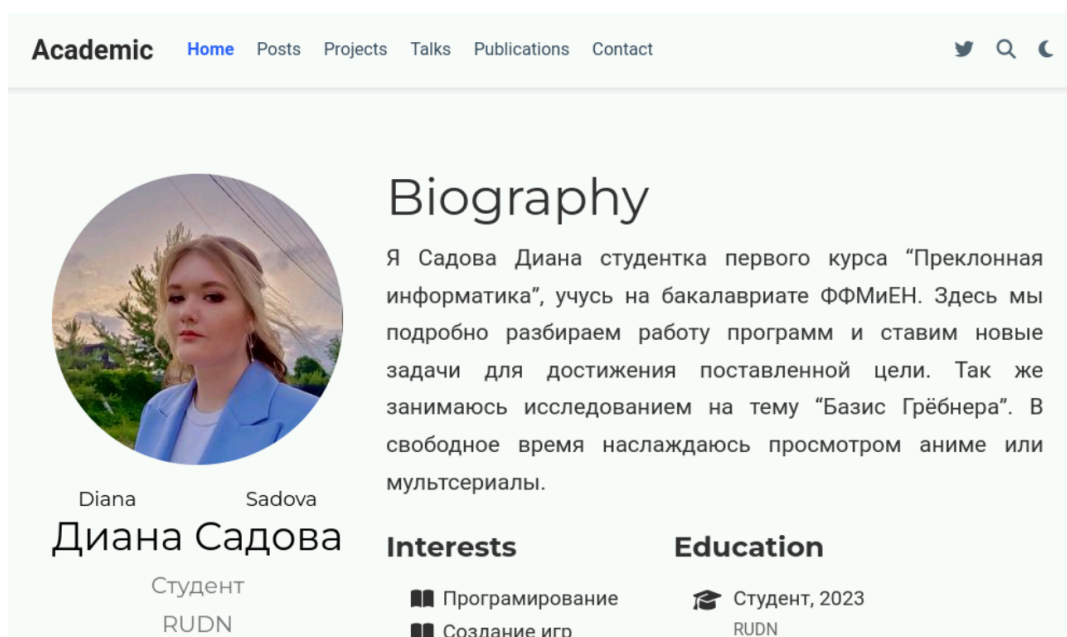 Academic Home Posts Projects Talks Publications Contact
Biography
Я Садова Диана студентка первого курса “Преклонная
информатика”, учусь на бакалавриате ФФМиЕН. Здесь мы
подробно разбираем работу программ и ставим новые
задачи для достижения поставленной цели. Так же
занимаюсь исследованием на тему “Базис Грёбнера”. В
свободное время наслаждаюсь просмотром аниме или
мультсериалы.
Diana Sadova
Диана Садова
Студент
RUDN
Interests
Програмирование
Создание игр
Education
Студент, 2023
RUDN